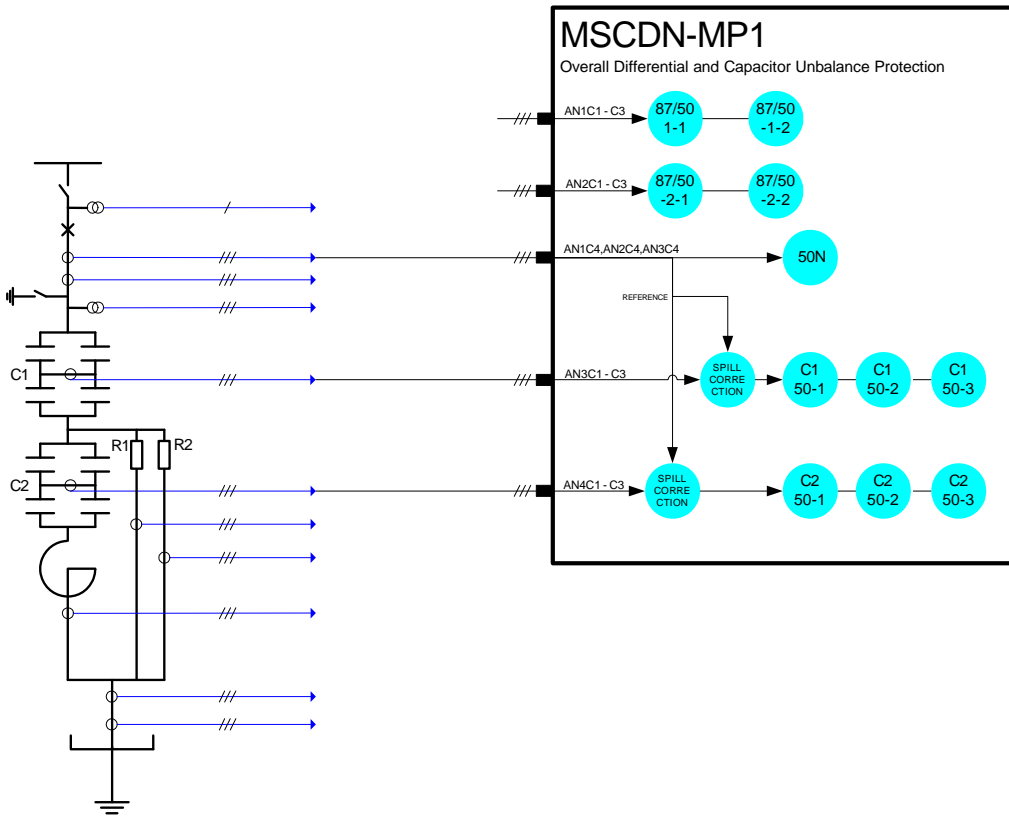 MSCDN-MP1
Overall Differential and Capacitor Unbalance Protection
AN1C1 - C3
87/50
1-1
87/50
-1-2
AN2C1 - C3
87/50
-2-1
87/50
-2-2
AN1C4,AN2C4,AN3C4
50N
REFERENCE
C1
AN3C1 - C3
SPILL
CORRE
CTION
C1
50-1
C1
50-2
C1
50-3
R1
R2
C2
AN4C1 - C3
SPILL
CORRE
CTION
C2
50-1
C2
50-2
C2
50-3